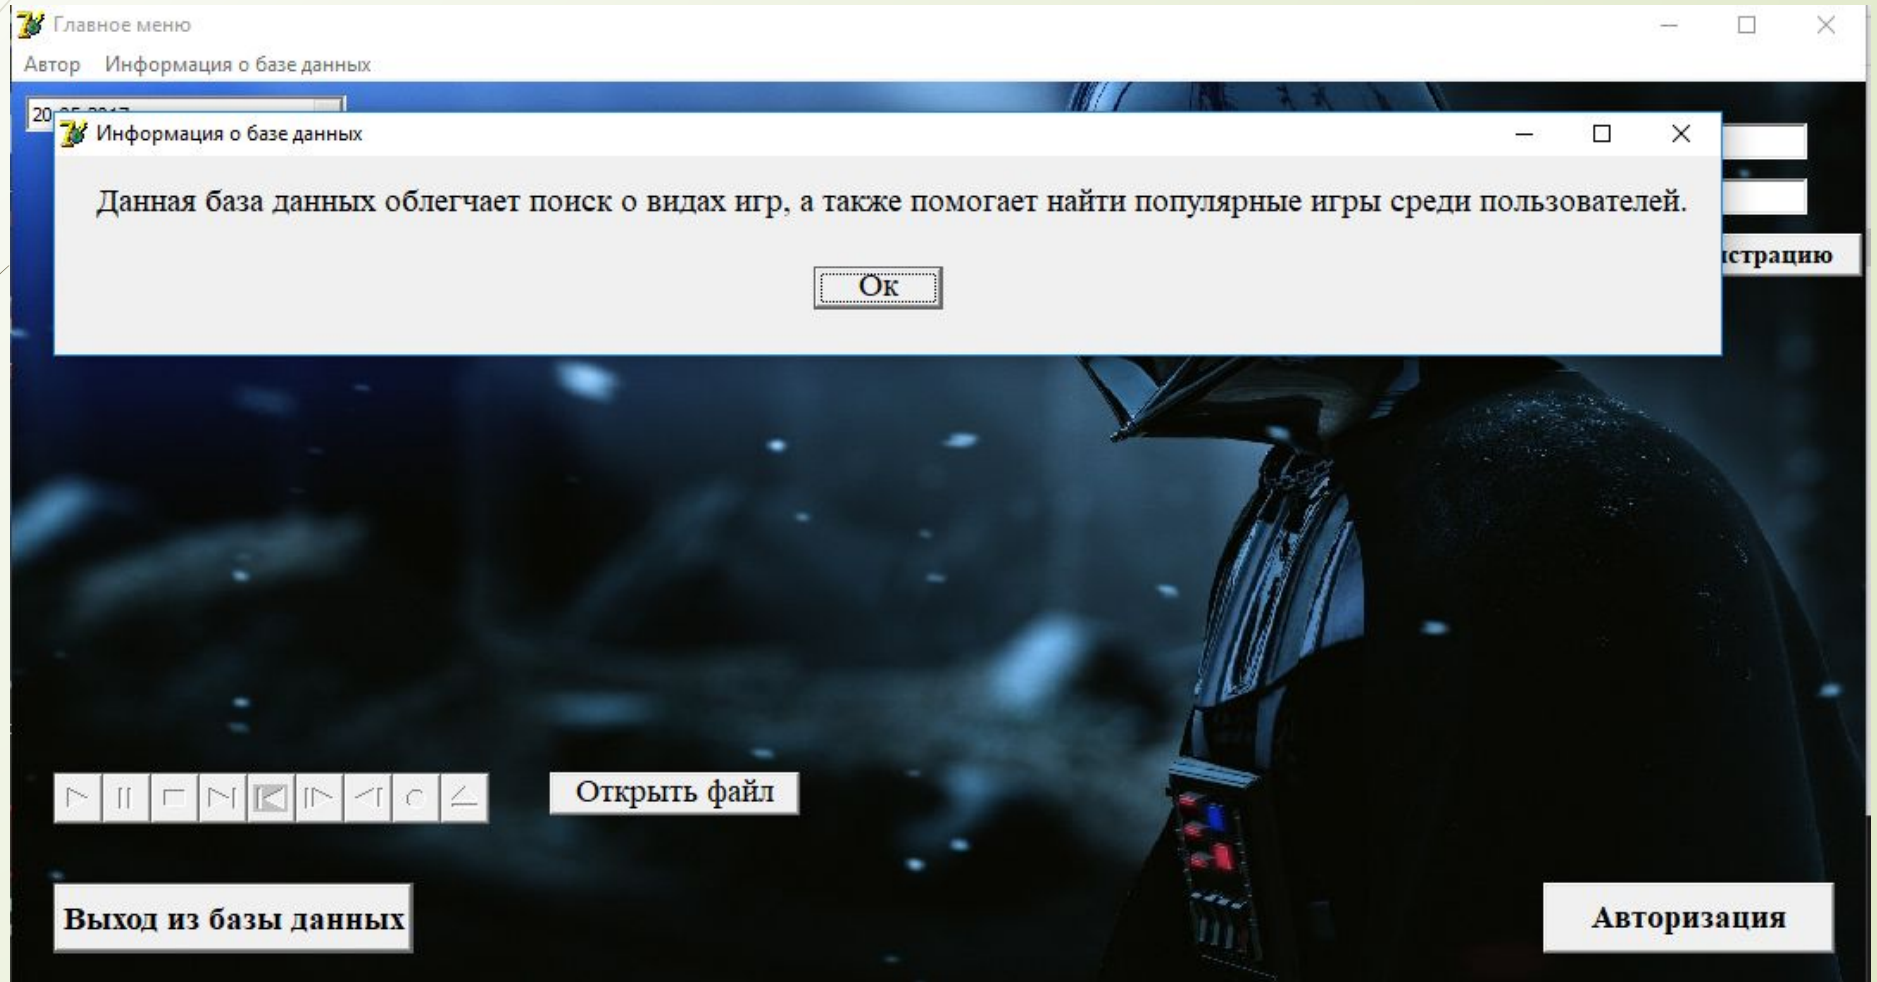 Главное меню
Автор Информация о базе данных
Информация о базе данных
Данная база данных облегчает поиск о видах игр, а также помогает найти популярные игры среди пользователей.
Ок
Открыть файл
Выход из базы данных
Авторизация